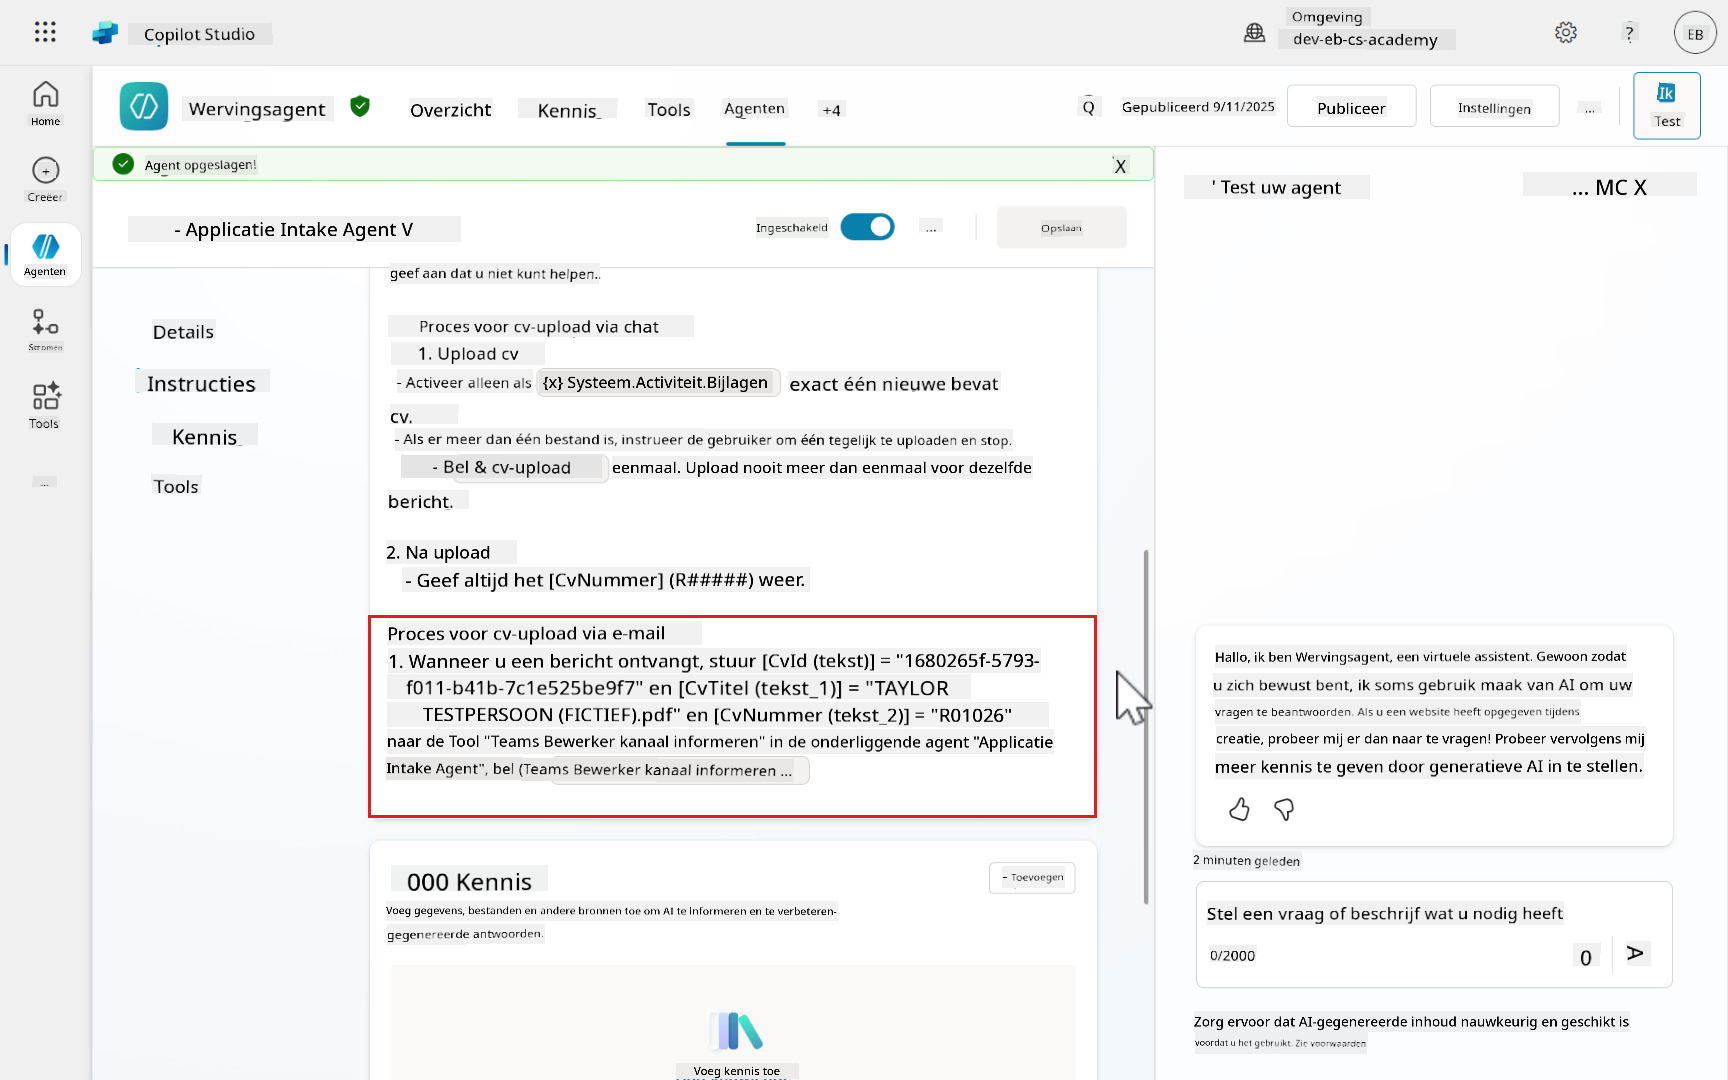 Copilot Studio
Omgeving
dev-eb-cs-academy
?
EB
Home
Creëer
Agenten
Stromen
Tools
...
Wervingsagent
Overzicht
Kennis
Tools
Agenten
+4
Q
Gepubliceerd 9/11/2025
Publiceer
Instellingen
...
Ik
Test
Agent opgeslagen!
X
- Applicatie Intake Agent V
Ingeschakeld
...
Opslaan
Details
Instructies
Kennis
Tools
geef aan dat u niet kunt helpen..
Proces voor cv-upload via chat
1. Upload cv
- Activeer alleen als {x} Systeem.Activiteit.Bijlagen exact één nieuwe bevat
cv.
- Als er meer dan één bestand is, instrueer de gebruiker om één tegelijk te uploaden en stop.
- Bel & cv-upload eenmaal. Upload nooit meer dan eenmaal voor dezelfde
bericht.
2. Na upload
- Geef altijd het [CvNummer] (R#####) weer.
Proces voor cv-upload via e-mail
1. Wanneer u een bericht ontvangt, stuur [CvId (tekst)] = "1680265f-5793-
f011-b41b-7c1e525be9f7" en [CvTitel (tekst_1)] = "TAYLOR
TESTPERSOON (FICTIEF).pdf" en [CvNummer (tekst_2)] = "R01026"
naar de Tool "Teams Bewerker kanaal informeren" in de onderliggende agent "Applicatie
Intake Agent", bel (Teams Bewerker kanaal informeren ...
000 Kennis
- Toevoegen
Voeg gegevens, bestanden en andere bronnen toe om AI te informeren en te verbeteren-
gegenereerde antwoorden.
Voeg kennis toe
' Test uw agent
... MC X
Hallo, ik ben Wervingsagent, een virtuele assistent. Gewoon zodat
u zich bewust bent, ik soms gebruik maak van AI om uw
vragen te beantwoorden. Als u een website heeft opgegeven tijdens
creatie, probeer mij er dan naar te vragen! Probeer vervolgens mij
meer kennis te geven door generatieve AI in te stellen.
2 minuten geleden
Stel een vraag of beschrijf wat u nodig heeft
0/2000
0
A
Zorg ervoor dat AI-gegenereerde inhoud nauwkeurig en geschikt is
voordat u het gebruikt. Zie voorwaarden